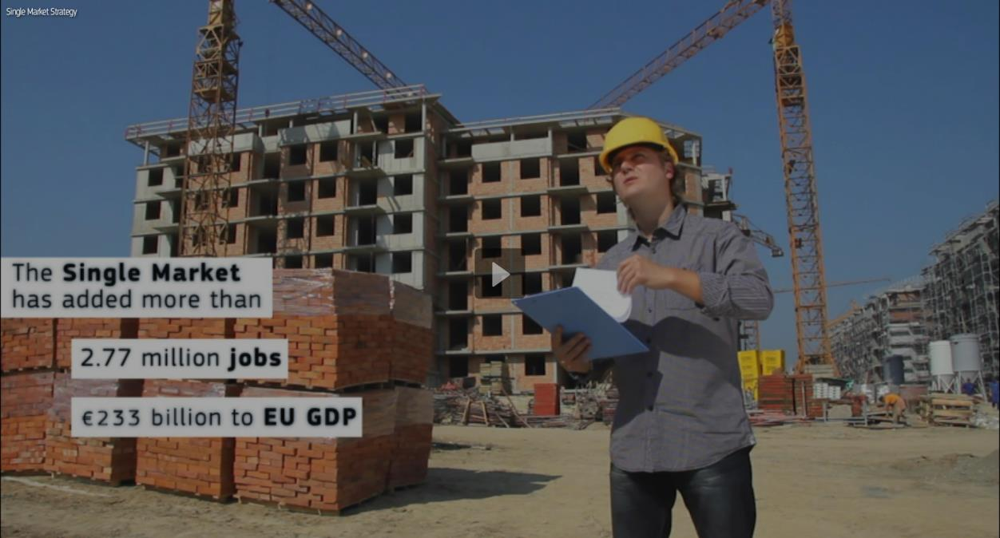 Single Market Strategy
The Single Market
has added more than
2.77 million jobs
€233 billion to EU GDP